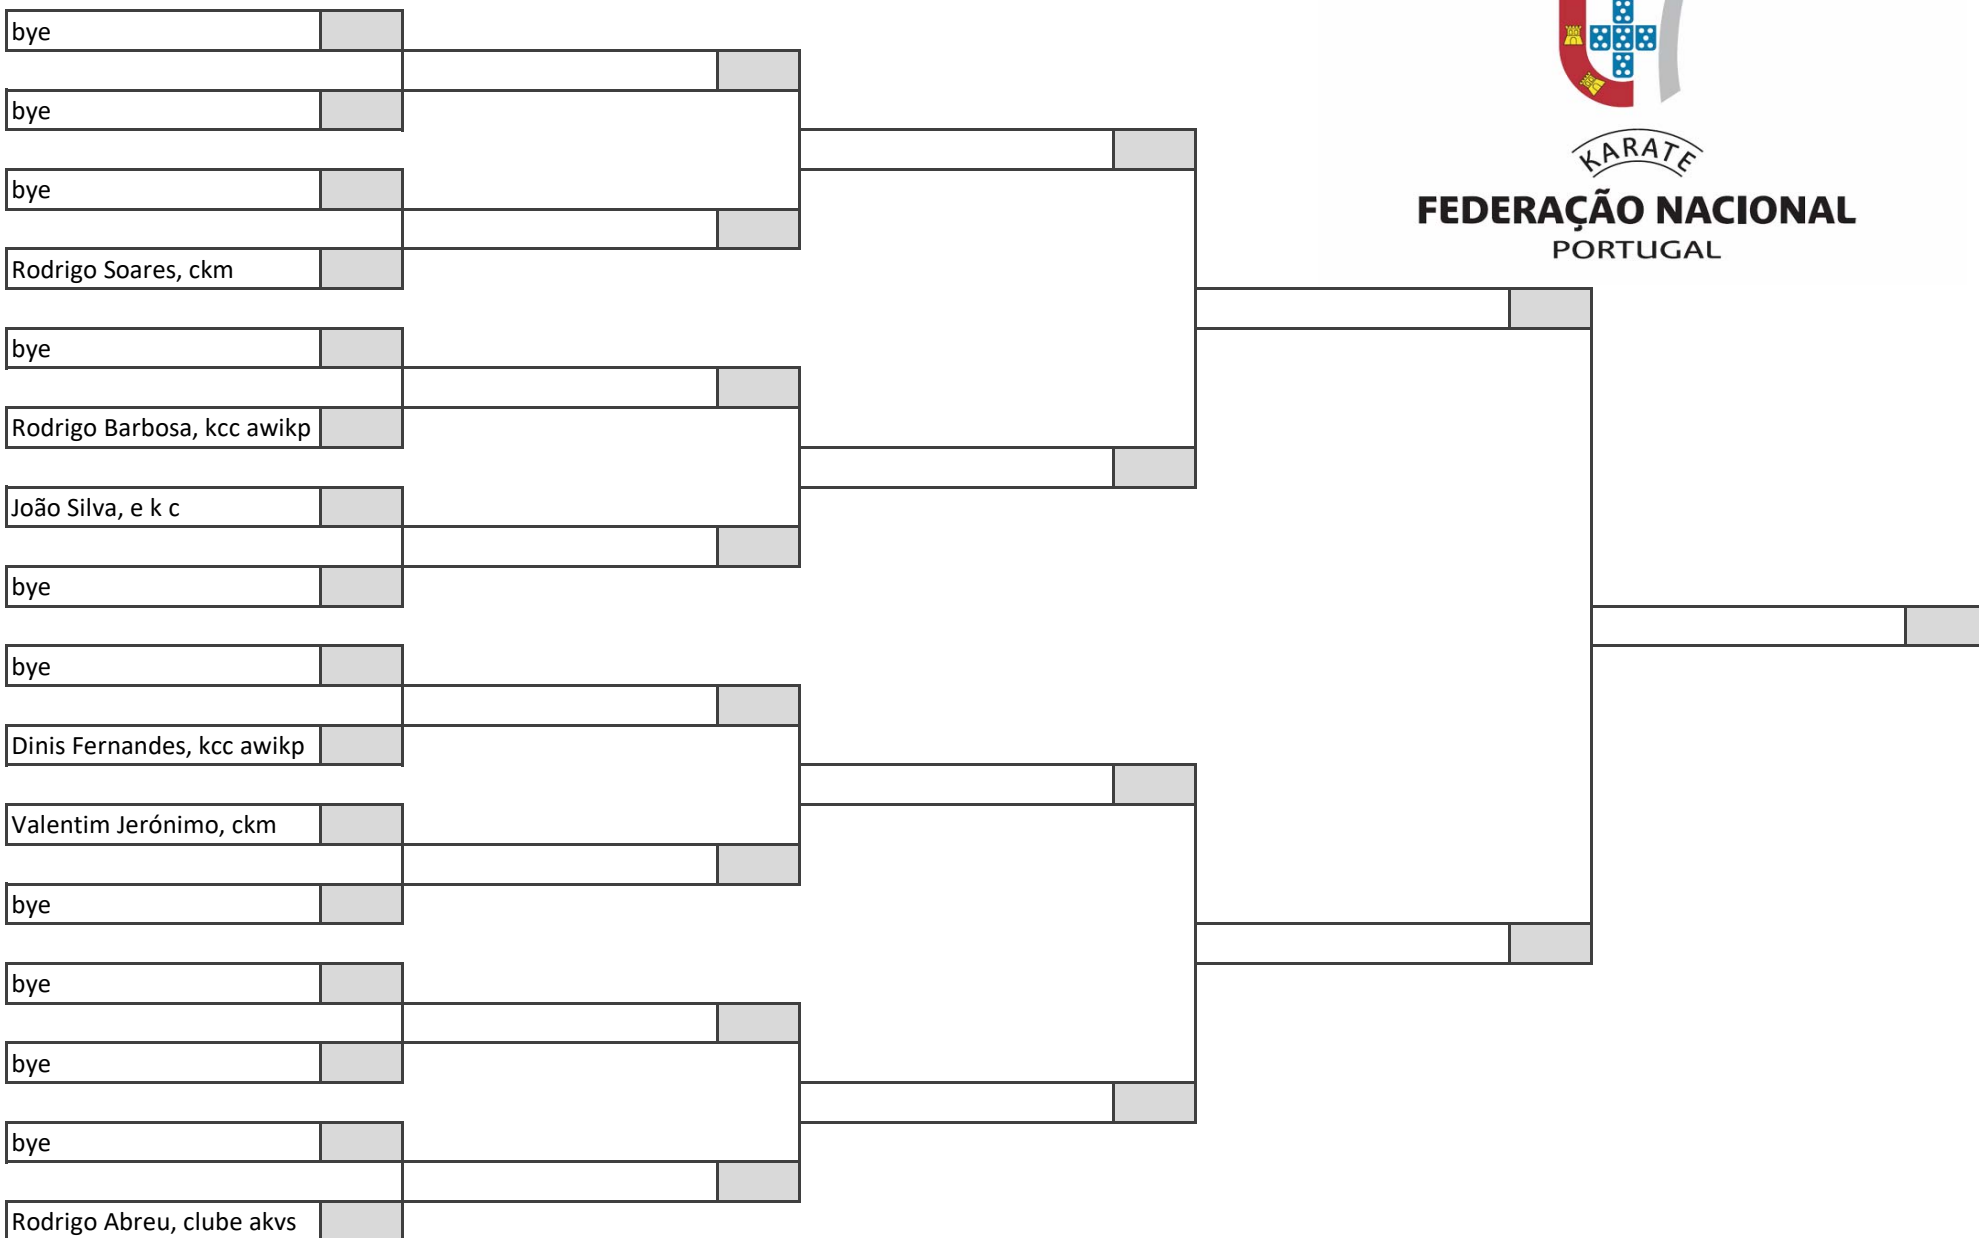 bye
bye
bye
Rodrigo Soares, ckm
bye
Rodrigo Barbosa, kcc awikp
João Silva, e k c
bye
bye
Dinis Fernandes, kcc awikp
Valentim Jerónimo, ckm
bye
bye
bye
bye
Rodrigo Abreu, clube akvs
KARATE
FEDERAÇÃO NACIONAL
PORTUGAL